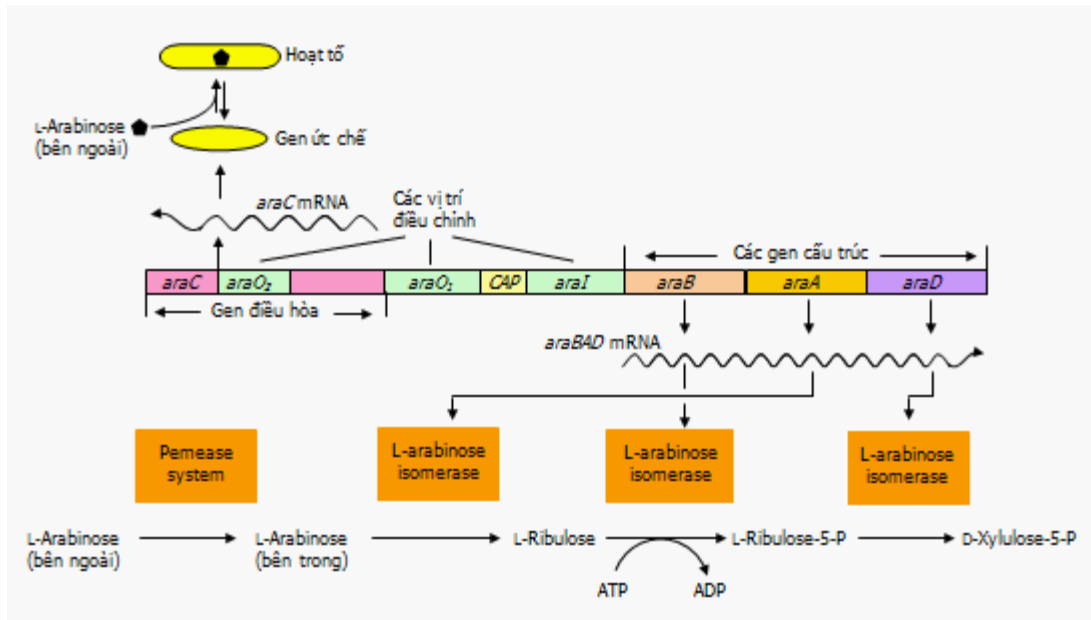 Hoạt tố
L-Arabinose
(bên ngoài)
Gen ức chế
araC mRNA
Các vị trí
điều chỉnh
Các gen cấu trúc
araC araO₂ araO₁ CAP araI araB araA araD
Gen điều hòa
araBAD mRNA
Pemease
system
L-arabinose
isomerase
L-arabinose
isomerase
L-arabinose
isomerase
L-Arabinose
(bên ngoài)
L-Arabinose
(bên trong)
L-Ribulose
L-Ribulose-5-P
D-Xylulose-5-P
ATP
ADP